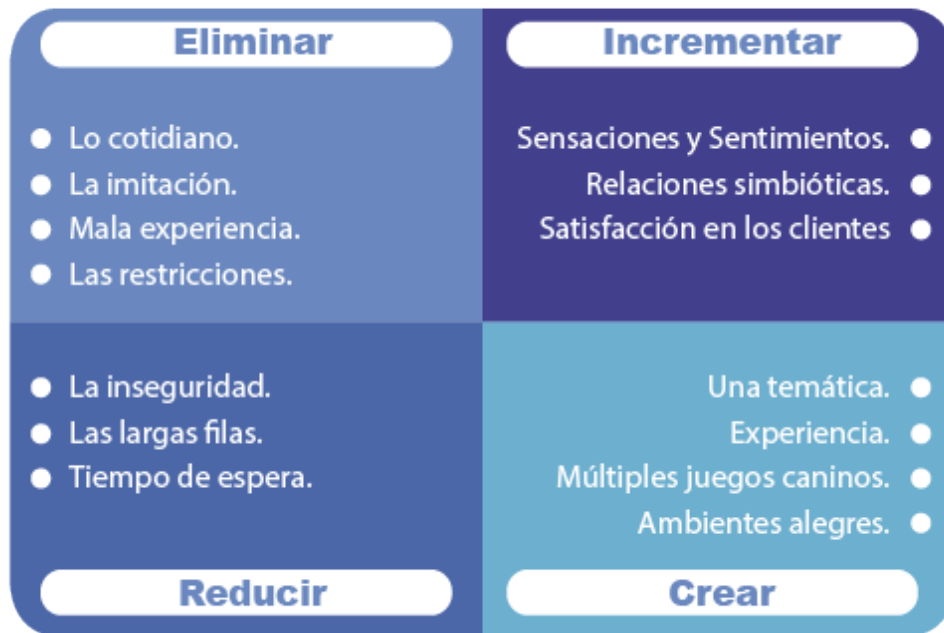 Eliminar
Lo cotidiano.
La imitación.
Mala experiencia.
Las restricciones.
Incrementar
Sensaciones y Sentimientos.
Relaciones simbióticas.
Satisfacción en los clientes
La inseguridad.
Las largas filas.
Tiempo de espera.
Reducir
Una temática.
Experiencia.
Múltiples juegos caninos.
Ambientes alegres.
Crear